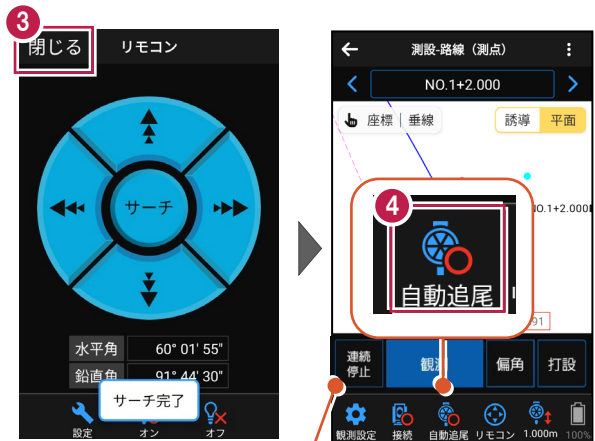 3
閉じる リモコン
サーチ
水平角 60° 01' 55"
鉛直角 91° 44' 30"
サーチ完了
設定 オン オフ
測設-路線（測点）
NO.1+2.000
座標 垂線 誘導 平面
4
NO.1+2.000
自動追尾
91
連続
停止
観測 偏角 打設
観測設定 接続 自動追尾 リモコン 1.000m 100%